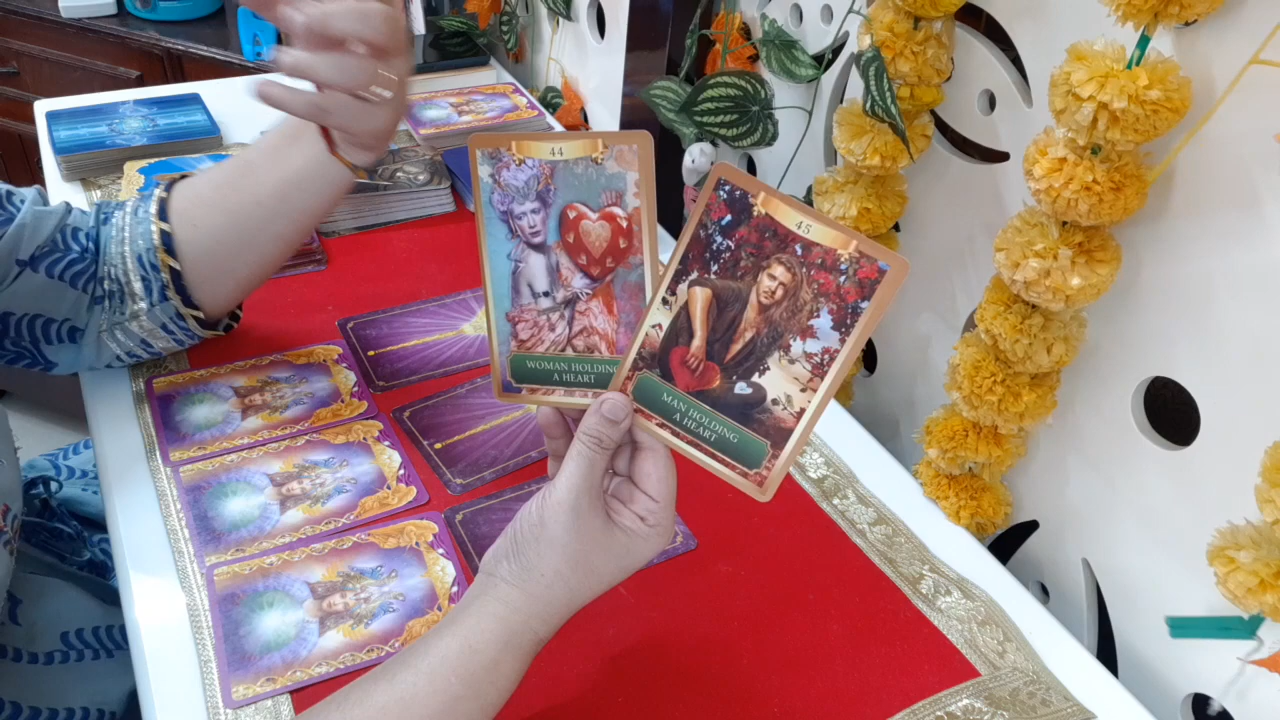 44
WOMAN HOLDING
A HEART
45
MAN HOLDING
A HEART